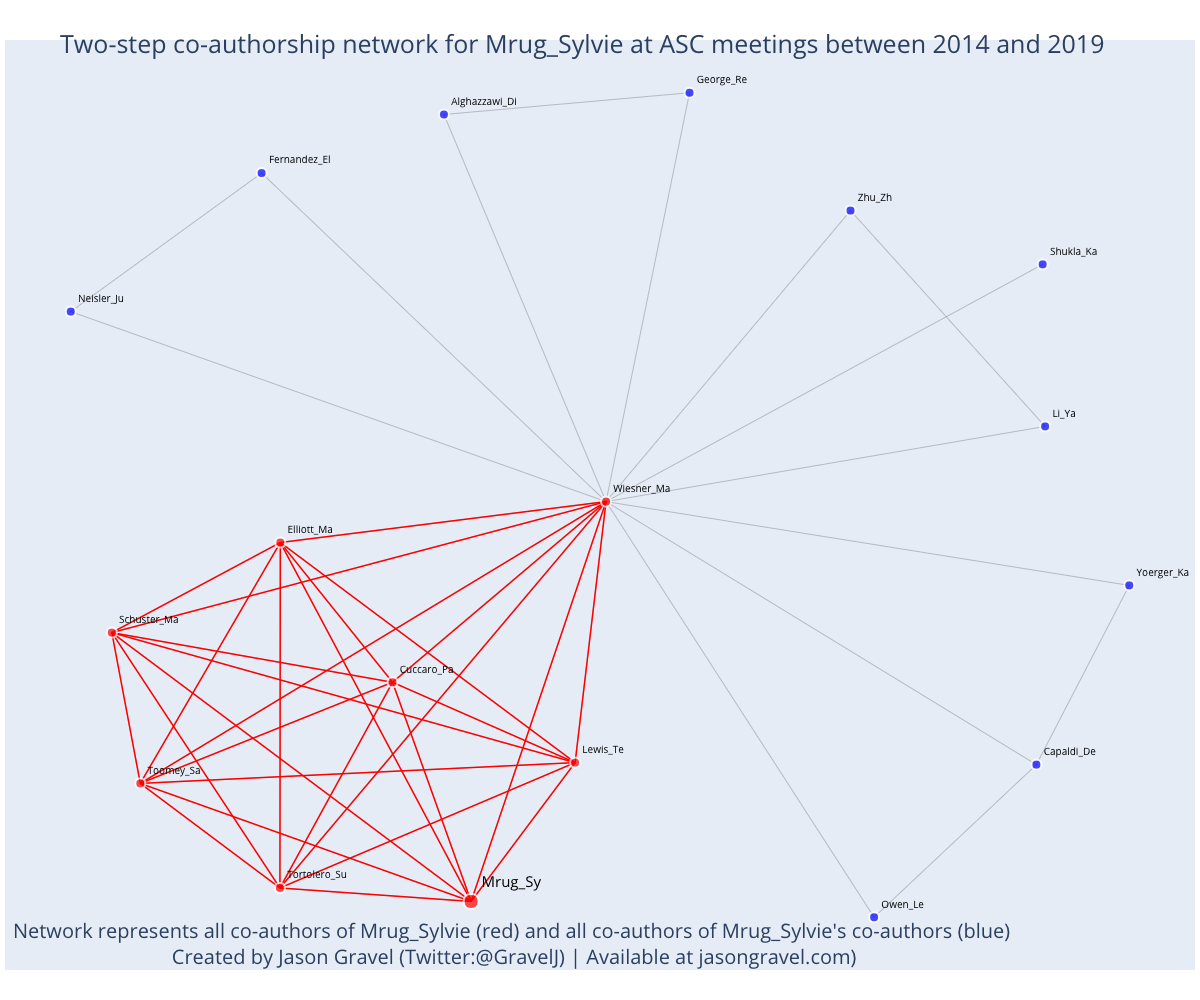 Two-step co-authorship network for Mrug_Sylvie at ASC meetings between 2014 and 2019
George_Re
Alghazzawi_Di
Fernandez_El
Zhu_Zh
Shukla_Ka
Neisler_Ju
Li_Ya
Wiesner_Ma
Elliott_Ma
Yoerger_Ka
Schuster_Ma
Cuccaro_Pa
Lewis_Te
Capaldi_De
Toomey_Sa
Tortolero_Su
Mrug_Sy
Owen_Le
Network represents all co-authors of Mrug_Sylvie (red) and all co-authors of Mrug_Sylvie's co-authors (blue)
Created by Jason Gravel (Twitter:@GravelJ) | Available at jasongravel.com)